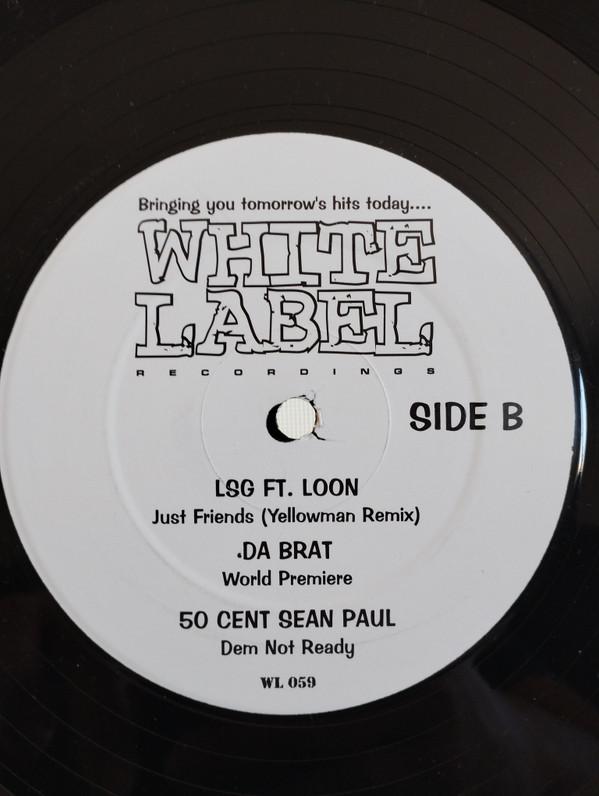 Bringing you tomorrow's hits today....
WHITE
LABEL
RECORDINGS
SIDE B
LSG FT. LOON
Just Friends (Yellowman Remix)
.DA BRAT
World Premiere
50 CENT SEAN PAUL
Dem Not Ready
WL 059